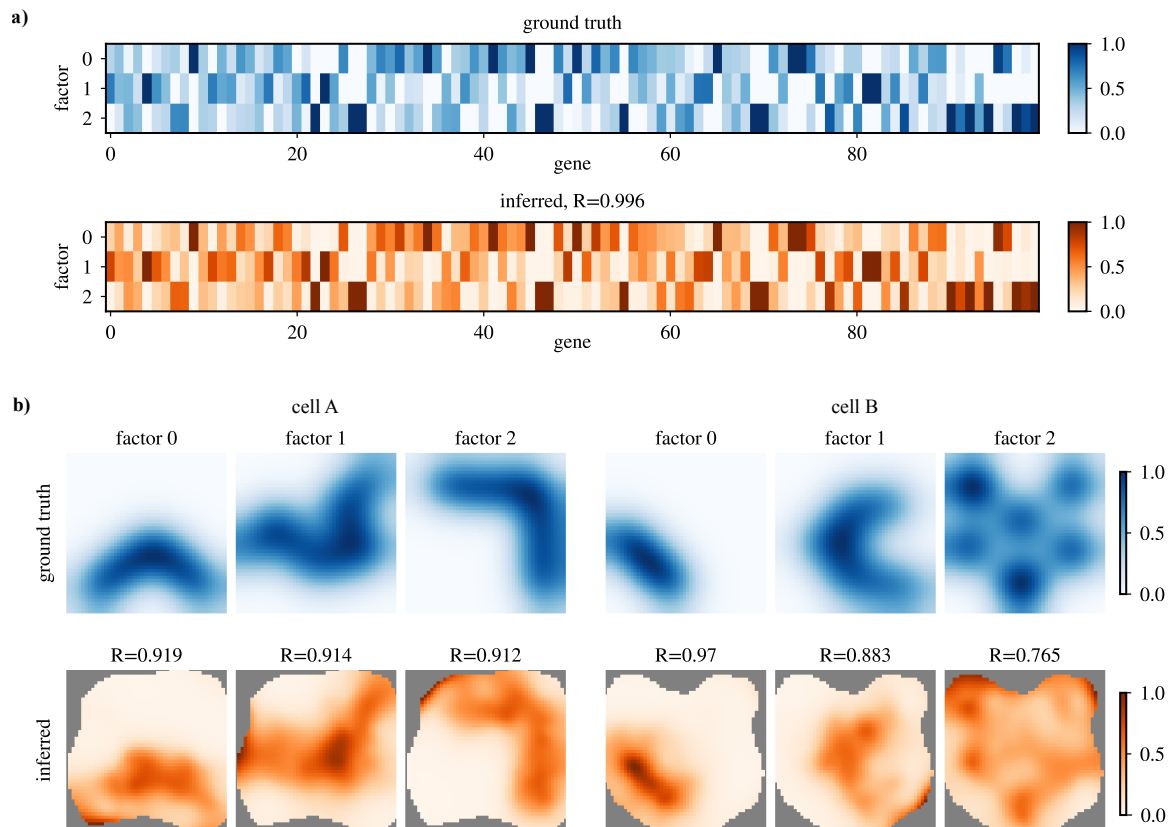 a)
ground truth
factor
0
1
2
0 20 40 60 80
gene
1.0
0.5
0.0
inferred, R=0.996
factor
0
1
2
0 20 40 60 80
gene
1.0
0.5
0.0
b)
cell A cell B
factor 0 factor 1 factor 2 factor 0 factor 1 factor 2
ground truth
1.0
0.5
0.0
R=0.919 R=0.914 R=0.912 R=0.97 R=0.883 R=0.765
inferred
1.0
0.5
0.0